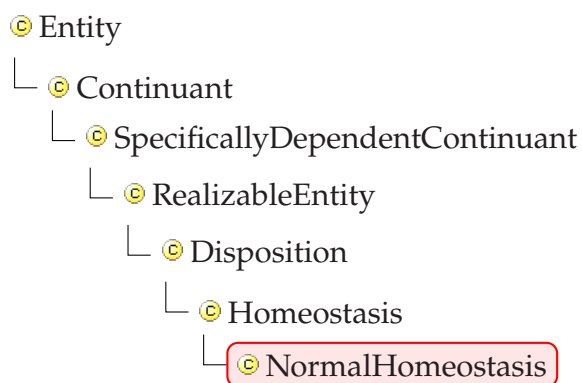 C Entity
C Continuant
C SpecificallyDependentContinuant
C RealizableEntity
C Disposition
C Homeostasis
C NormalHomeostasis